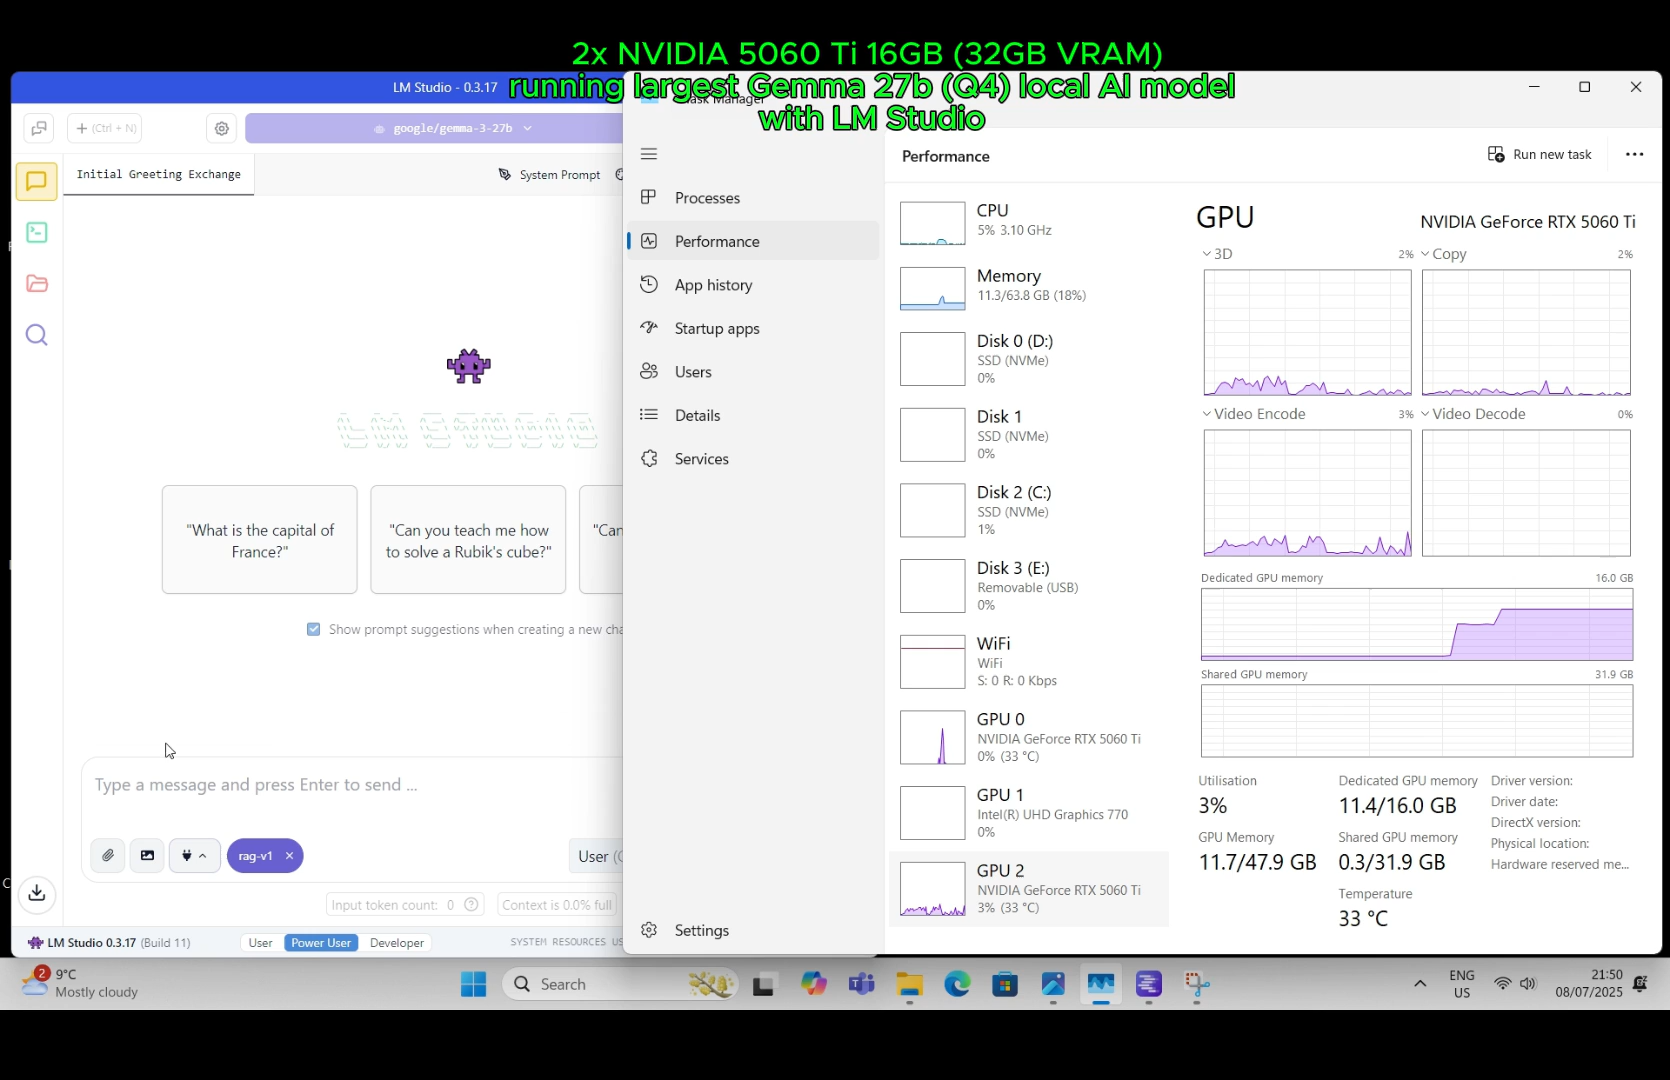 2x NVIDIA 5060 Ti 16GB (32GB VRAM)
running largest Gemma 27b (Q4) local AI model
with LM Studio
LM Studio - 0.3.17
+ (Ctrl + N)
google/gemma-3-27b
Initial Greeting Exchange
System Prompt
LM STUDIO
"What is the capital of
France?"
"Can you teach me how
to solve a Rubik's cube?"
"Can
Show prompt suggestions when creating a new cha
Type a message and press Enter to send ...
rag-v1 ×
User (C
Input token count: 0
Context is 0.0% full
LM Studio 0.3.17 (Build 11)
User
Power User
Developer
SYSTEM RESOURCES US
Task Manager
Processes
Performance
App history
Startup apps
Users
Details
Services
Settings
Performance
Run new task
CPU
5% 3.10 GHz
Memory
11.3/63.8 GB (18%)
Disk 0 (D:)
SSD (NVMe)
0%
Disk 1
SSD (NVMe)
0%
Disk 2 (C:)
SSD (NVMe)
1%
Disk 3 (E:)
Removable (USB)
0%
WiFi
WiFi
S: 0 R: 0 Kbps
GPU 0
NVIDIA GeForce RTX 5060 Ti
0% (33 °C)
GPU 1
Intel(R) UHD Graphics 770
0%
GPU 2
NVIDIA GeForce RTX 5060 Ti
3% (33 °C)
GPU
NVIDIA GeForce RTX 5060 Ti
3D 2%
Copy 2%
Video Encode 3%
Video Decode 0%
Dedicated GPU memory 16.0 GB
Shared GPU memory 31.9 GB
Utilisation
3%
GPU Memory
11.7/47.9 GB
Dedicated GPU memory
11.4/16.0 GB
Shared GPU memory
0.3/31.9 GB
Temperature
33 °C
Driver version:
Driver date:
DirectX version:
Physical location:
Hardware reserved me...
2
9°C
Mostly cloudy
Search
ENG
US
21:50
08/07/2025